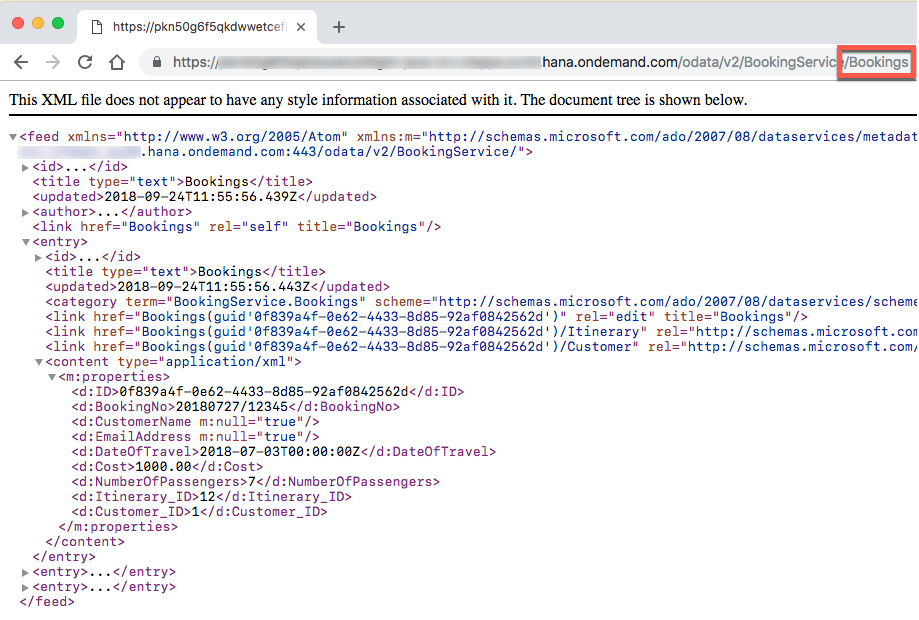 https://pkn50g6f5qkdwwetcef
https://hana.ondemand.com/odata/v2/BookingService/Bookings
This XML file does not appear to have any style information associated with it. The document tree is shown below.
<feed xmlns="http://www.w3.org/2005/Atom" xmlns:m="http://schemas.microsoft.com/ado/2007/08/dataservices/metadat
.hana.ondemand.com:443/odata/v2/BookingService/">
<id>...</id>
<title type="text">Bookings</title>
<updated>2018-09-24T11:55:56.439Z</updated>
<author>...</author>
<link href="Bookings" rel="self" title="Bookings"/>
<entry>
<id>...</id>
<title type="text">Bookings</title>
<updated>2018-09-24T11:55:56.443Z</updated>
<category term="BookingService.Bookings" scheme="http://schemas.microsoft.com/ado/2007/08/dataservices/scheme
<link href="Bookings(guid'0f839a4f-0e62-4433-8d85-92af0842562d')" rel="edit" title="Bookings"/>
<link href="Bookings(guid'0f839a4f-0e62-4433-8d85-92af0842562d')/Itinerary" rel="http://schemas.microsoft.com
<link href="Bookings(guid'0f839a4f-0e62-4433-8d85-92af0842562d')/Customer" rel="http://schemas.microsoft.com/
<content type="application/xml">
<m:properties>
<d:ID>0f839a4f-0e62-4433-8d85-92af0842562d</d:ID>
<d:BookingNo>20180727/12345</d:BookingNo>
<d:CustomerName m:null="true"/>
<d:EmailAddress m:null="true"/>
<d:DateOfTravel>2018-07-03T00:00:00Z</d:DateOfTravel>
<d:Cost>1000.00</d:Cost>
<d:NumberOfPassengers>7</d:NumberOfPassengers>
<d:Itinerary_ID>12</d:Itinerary_ID>
<d:Customer_ID>1</d:Customer_ID>
</m:properties>
</content>
</entry>
<entry>...</entry>
<entry>...</entry>
</feed>